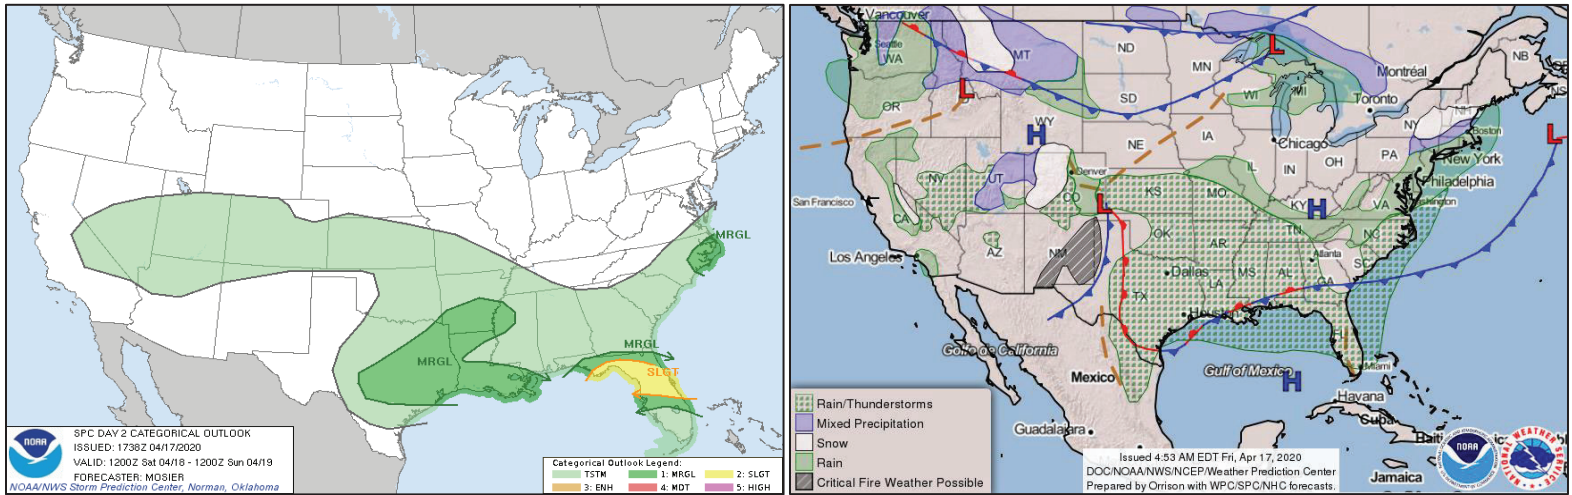 MRGL
MRGL
MRGL
SLGT
NOAA
SPC DAY 2 CATEGORICAL OUTLOOK
ISSUED: 1738Z 04/17/2020
VALID: 1200Z Sat 04/18 - 1200Z Sun 04/19
FORECASTER: MOSIER
NOAA/NWS Storm Prediction Center, Norman, Oklahoma
Categorical Outlook Legend:
TSTM 1: MRGL 2: SLGT
3: ENH 4: MDT 5: HIGH
Vancouver
Seattle
WA
MT
ND
MN
L
Montréal
NB
L
OR
SD
WI
MI
Toronto
NH
WY
H
IA
Chicago
NY
Boston
L
NE
IL
IN
OH
PA
New York
Philadelphia
NV
UT
Denver
CO
KS
MO
KY
H
VA
Washington
San Francisco
CA
L
OK
AR
TN
NC
Los Angeles
AZ
NM
Dallas
MS
AL
Atlanta
SC
GA
LA
TX
Houston
FL
Golfo de California
Mexico
Gulf of Mexico
H
Miami
Havana
Cuba
Guadalajara
Jamaica
Rain/Thunderstorms
Mixed Precipitation
Snow
Rain
Critical Fire Weather Possible
Issued 4:53 AM EDT Fri, Apr 17, 2020
DOC/NOAA/NWS/NCEP/Weather Prediction Center
Prepared by Orrison with WPC/SPC/NHC forecasts.
NOAA